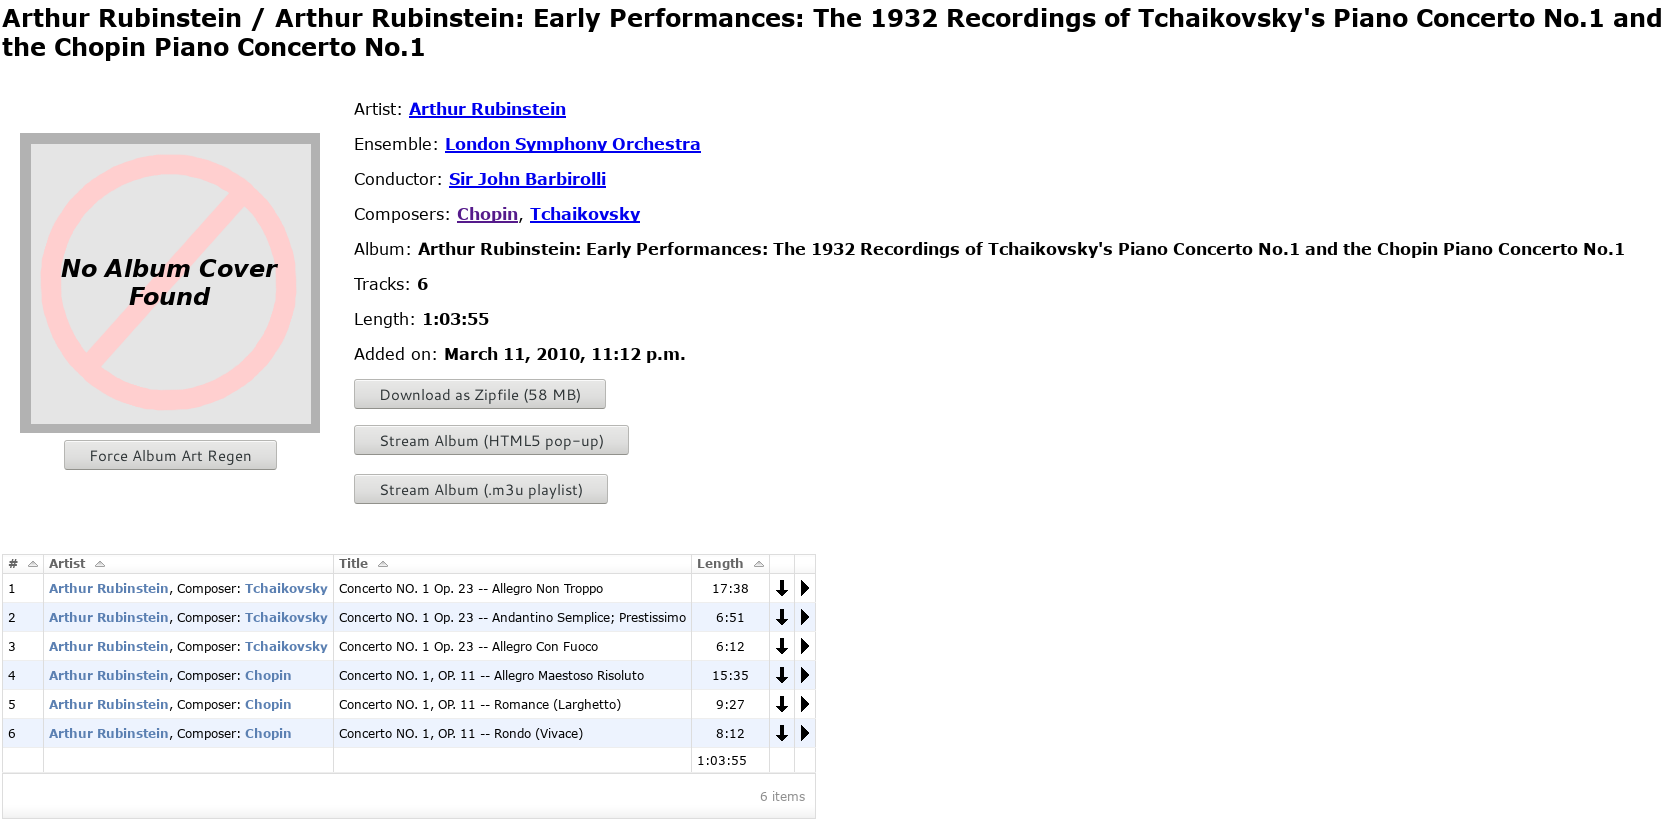 Arthur Rubinstein / Arthur Rubinstein: Early Performances: The 1932 Recordings of Tchaikovsky's Piano Concerto No.1 and
the Chopin Piano Concerto No.1
No Album Cover
Found
Force Album Art Regen
Artist: Arthur Rubinstein
Ensemble: London Symphony Orchestra
Conductor: Sir John Barbirolli
Composers: Chopin, Tchaikovsky
Album: Arthur Rubinstein: Early Performances: The 1932 Recordings of Tchaikovsky's Piano Concerto No.1 and the Chopin Piano Concerto No.1
Tracks: 6
Length: 1:03:55
Added on: March 11, 2010, 11:12 p.m.
Download as Zipfile (58 MB)
Stream Album (HTML5 pop-up)
Stream Album (.m3u playlist)
# Artist Title Length
1 Arthur Rubinstein, Composer: Tchaikovsky Concerto NO. 1 Op. 23 -- Allegro Non Troppo 17:38
2 Arthur Rubinstein, Composer: Tchaikovsky Concerto NO. 1 Op. 23 -- Andantino Semplice; Prestissimo 6:51
3 Arthur Rubinstein, Composer: Tchaikovsky Concerto NO. 1 Op. 23 -- Allegro Con Fuoco 6:12
4 Arthur Rubinstein, Composer: Chopin Concerto NO. 1, OP. 11 -- Allegro Maestoso Risoluto 15:35
5 Arthur Rubinstein, Composer: Chopin Concerto NO. 1, OP. 11 -- Romance (Larghetto) 9:27
6 Arthur Rubinstein, Composer: Chopin Concerto NO. 1, OP. 11 -- Rondo (Vivace) 8:12
1:03:55
6 items